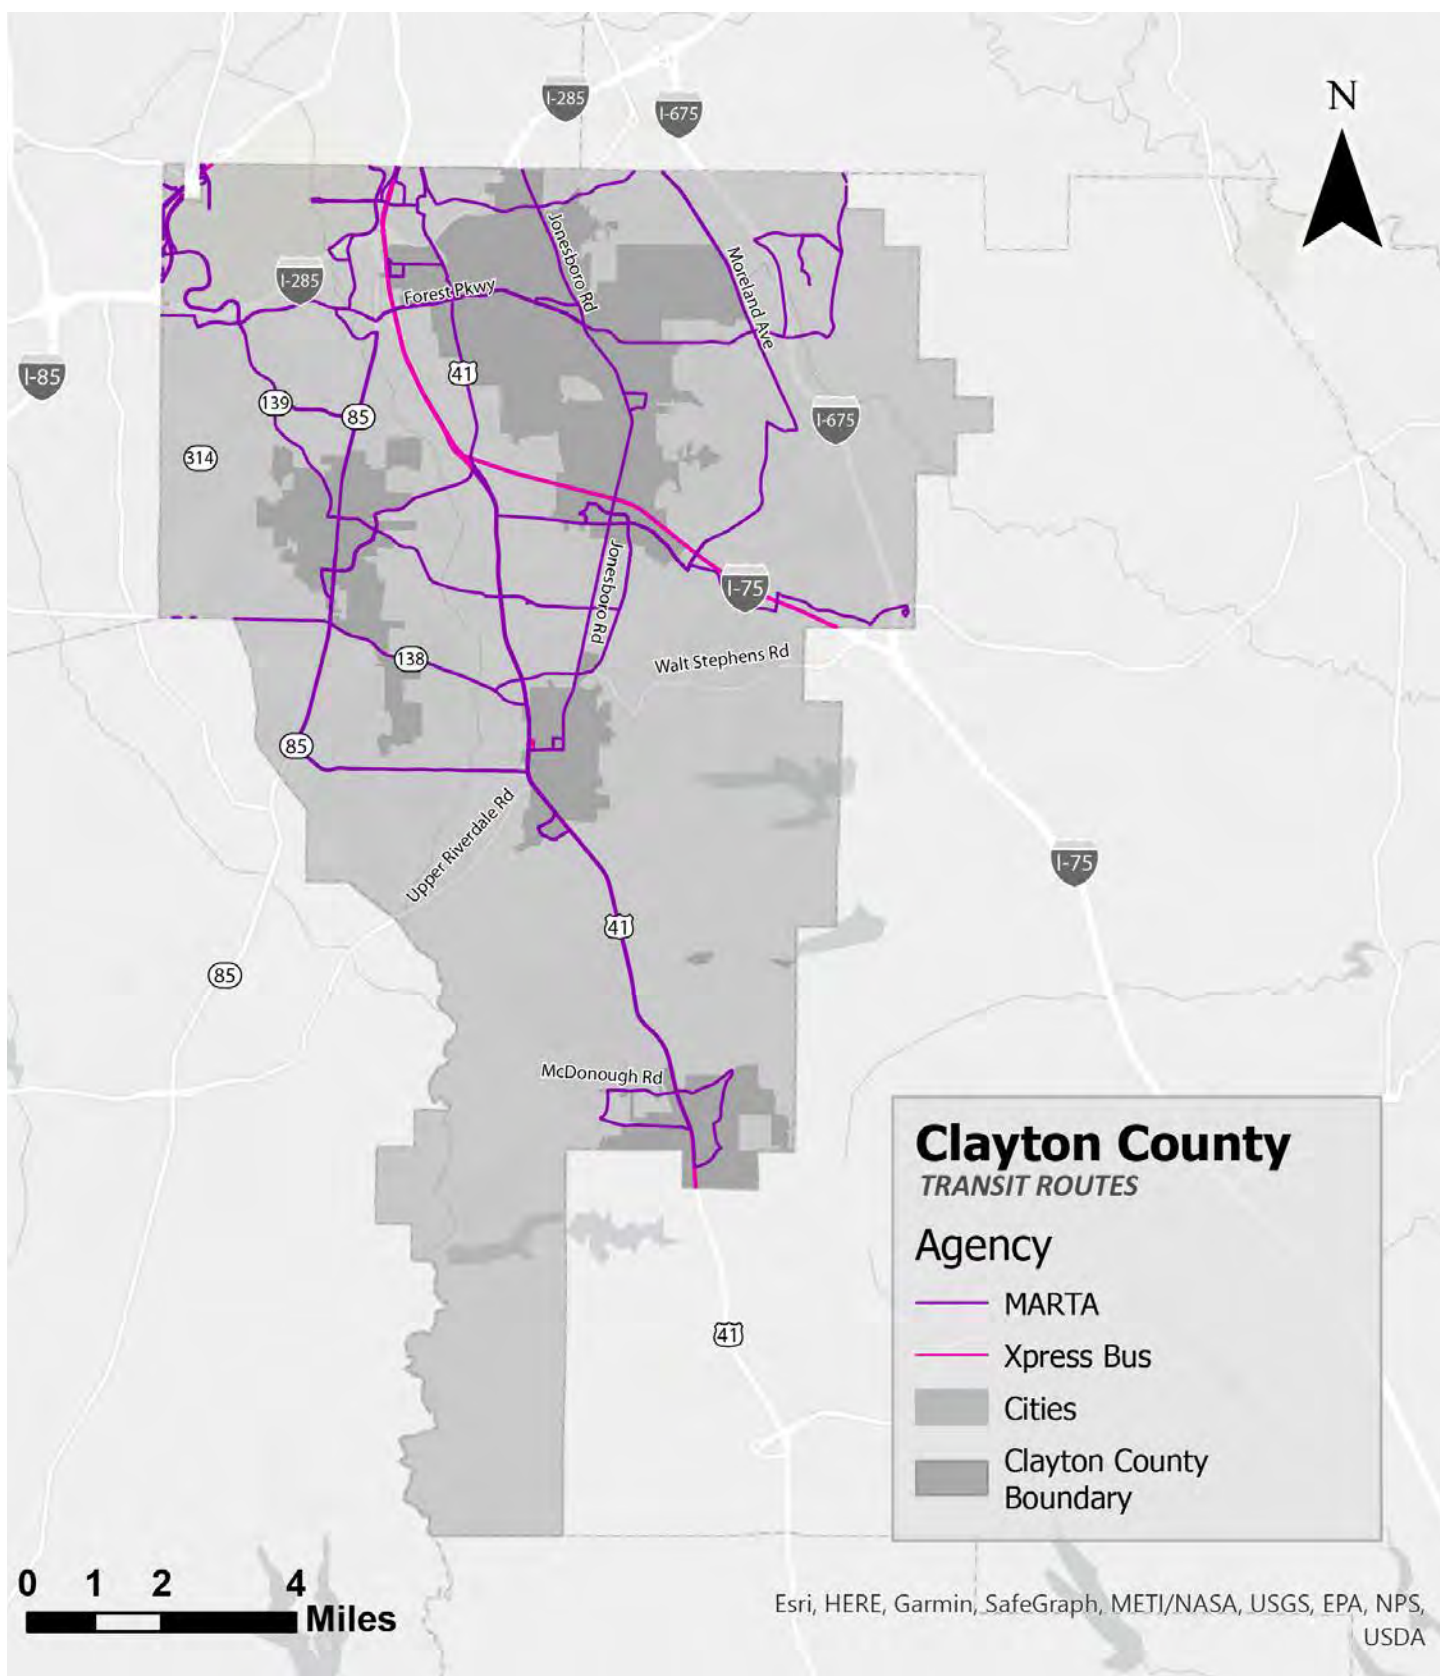 I-285
I-675
N
Jonesboro Rd
Moreland Ave
I-285
Forest Pkwy
I-85
41
139
85
I-675
314
Jonesboro Rd
I-75
138
Walt Stephens Rd
85
Upper Riverdale Rd
I-75
41
85
McDonough Rd
Clayton County
TRANSIT ROUTES
Agency
MARTA
Xpress Bus
Cities
Clayton County
Boundary
41
0 1 2 4
Miles
Esri, HERE, Garmin, SafeGraph, METI/NASA, USGS, EPA, NPS,
USDA